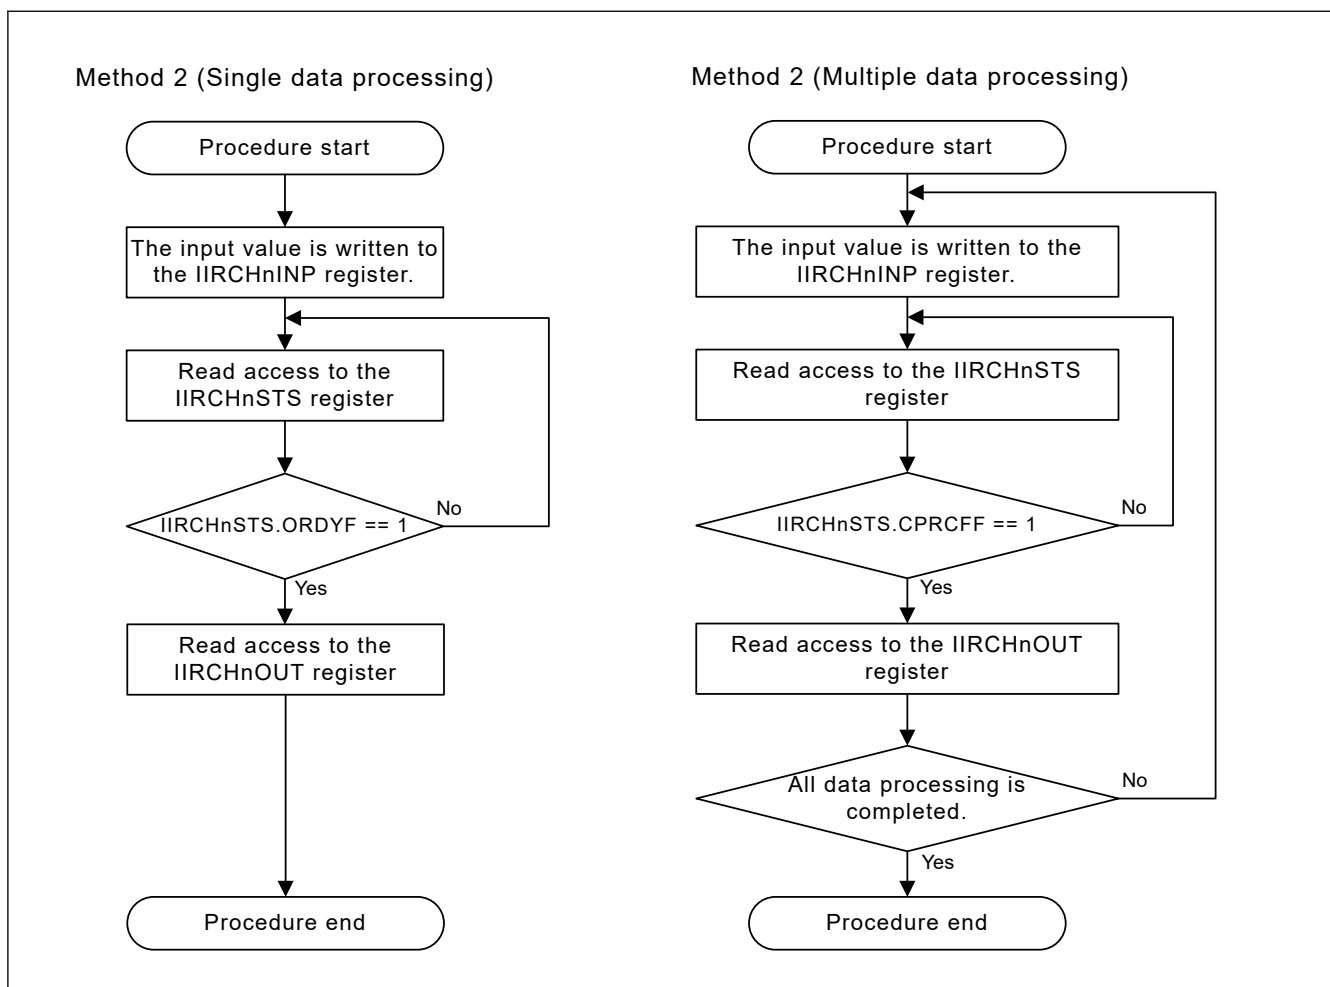 Method 2 (Single data processing)
Procedure start
The input value is written to
the IIRCHnINP register.
Read access to the
IIRCHnSTS register
IIRCHnSTS.ORDYF == 1
No
Yes
Read access to the
IIRCHnOUT register
Procedure end
Method 2 (Multiple data processing)
Procedure start
The input value is written to the
IIRCHnINP register.
Read access to the IIRCHnSTS
register
IIRCHnSTS.CPRCFF == 1
No
Yes
Read access to the IIRCHnOUT
register
All data processing is
completed.
No
Yes
Procedure end